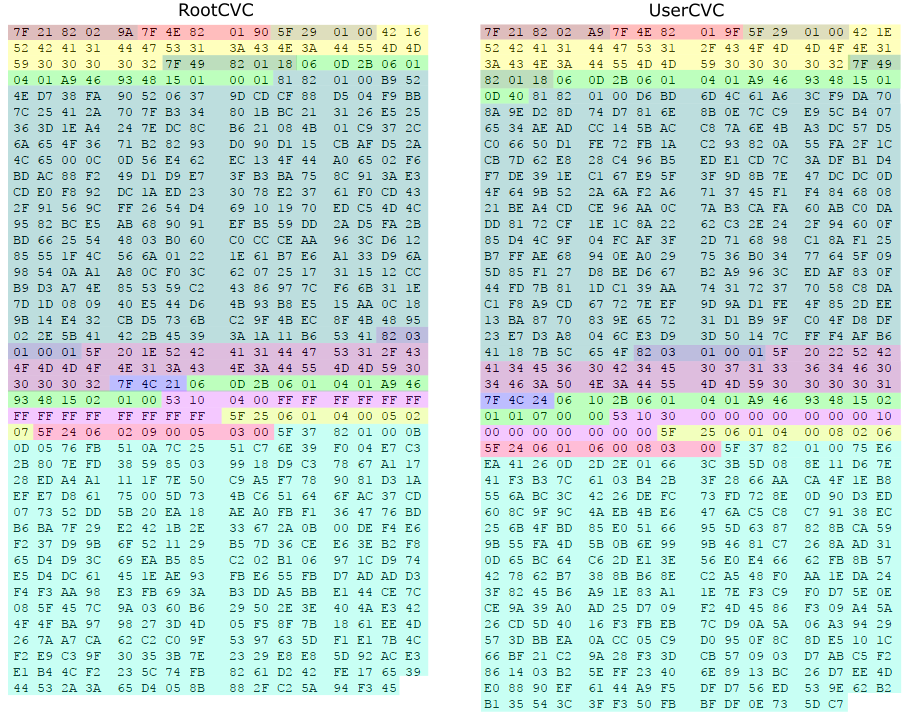 RootCVC
7F 21 82 02 9A 7F 4E 82 01 90 5F 29 01 00 42 16
52 42 41 31 44 47 53 31 3A 43 4E 3A 44 55 4D 4D
59 30 30 30 30 32 7F 49 82 01 18 06 0D 2B 06 01
04 01 A9 46 93 48 15 01 00 01 81 82 01 00 B9 52
4E D7 38 FA 90 52 06 37 9D CD CF 88 D5 04 F9 BB
7C 25 41 2A 70 7F B3 34 80 1B BC 21 31 26 E5 25
36 3D 1E A4 24 7E DC 8C B6 21 08 4B 01 C9 37 2C
6A 65 4F 36 71 B2 82 93 D0 90 D1 15 CB AF D5 2A
4C 65 00 0C 0D 56 E4 62 EC 13 4F 44 A0 65 02 F6
BD AC 88 F2 49 D1 D9 E7 3F B3 BA 75 8C 91 3A E3
CD E0 F8 92 DC 1A ED 23 30 78 E2 37 61 F0 CD 43
2F 91 56 9C FF 26 54 D4 69 10 19 70 ED C5 4D 4C
95 82 BC E5 AB 68 90 91 EF B5 59 DD 2A D5 FA 2B
BD 66 25 54 48 03 B0 60 C0 CC CE AA 96 3C D6 12
85 55 1F 4C 56 6A 01 22 1E 61 B7 E6 A1 33 D9 6A
98 54 0A A1 A8 0C F0 3C 62 07 25 17 31 15 12 CC
B9 D3 A7 4E 85 53 59 C2 43 86 97 7C F6 6B 31 1E
7D 1D 08 09 40 E5 44 D6 4B 93 B8 E5 15 AA 0C 18
9B 14 E4 32 CB D5 73 6B C2 9F 4B EC 8F 4B 48 95
02 2E 5B 41 42 2B 45 39 3A 1A 11 B6 53 41 82 03
01 00 01 5F 20 1E 52 42 41 31 44 47 53 31 2F 43
4F 4D 4D 4F 4E 31 3A 43 4E 3A 44 55 4D 4D 59 30
30 30 30 32 7F 4C 21 06 0D 2B 06 01 04 01 A9 46
93 48 15 02 01 00 53 10 04 00 FF FF FF FF FF FF
FF FF FF FF FF FF FF FF 5F 25 06 01 04 00 05 02
07 5F 24 06 02 09 00 05 03 00 5F 37 82 01 00 0B
0D 05 76 FB 51 0A 7C 25 51 C7 6E 39 F0 04 E7 C3
2B 80 7E FD 38 59 85 03 99 18 D9 C3 78 67 A1 17
28 ED A4 A1 11 1F 7E 50 C9 A5 F7 78 90 81 D3 1A
EF E7 D8 61 75 00 5D 73 4B C6 51 64 6F AC 37 CD
07 73 52 DD 5B 20 EA 18 AE A0 FB F1 36 47 76 BD
B6 BA 7F 29 E2 42 1B 2E 33 67 2A 0B 00 DE F4 E6
F2 37 D9 9B 6F 52 11 29 B5 7D 36 CE E6 3E B2 F8
65 D4 D9 3C 69 EA B5 85 C2 02 B1 06 97 1C D9 74
E5 D4 DC 61 45 1E AE 93 FB E6 55 FB D7 AD AD D3
F4 F3 AA 98 E3 FB 69 3A B3 DD A5 BB E1 44 CE 7C
08 5F 45 7C 9A 03 60 B6 29 50 2E 3E 40 4A E3 42
4F 4F BA 97 98 27 3D 4D 05 F5 8F 7B 18 61 EE 4D
26 7A A7 CA 62 C2 C0 9F 53 97 63 5D F1 E1 7B 4C
F2 E9 C3 9F 30 35 3B 7E 23 29 E8 E8 5D 92 AC E3
E1 B4 4C F2 23 5C 74 FB 82 61 D2 42 FE 17 65 39
44 53 2A 3A 65 D4 05 8B 88 2F C2 5A 94 F3 45
UserCVC
7F 21 82 02 A9 7F 4E 82 01 9F 5F 29 01 00 42 1E
52 42 41 31 44 47 53 31 2F 43 4F 4D 4D 4F 4E 31
3A 43 4E 3A 44 55 4D 4D 59 30 30 30 30 32 7F 49
82 01 18 06 0D 2B 06 01 04 01 A9 46 93 48 15 01
0D 40 81 82 01 00 D6 BD 6D 4C 61 A6 3C F9 DA 70
8A 9E D2 8D 74 D7 81 6E 8B 0E 7C C9 E9 5C B4 07
65 34 AE AD CC 14 5B AC C8 7A 6E 4B A3 DC 57 D5
C0 66 50 D1 FE 72 FB 1A C2 93 82 0A 55 FA 2F 1C
CB 7D 62 E8 28 C4 96 B5 ED E1 CD 7C 3A DF B1 D4
F7 DE 39 1E C1 67 E9 5F 3F 9D 8B 7E 47 DC DC 0D
4F 64 9B 52 2A 6A F2 A6 71 37 45 F1 F4 84 68 08
21 BE A4 CD CE 96 AA 0C 7A B3 CA FA 60 AB C0 DA
DD 81 72 CF 1E 1C 8A 22 62 C3 2E 24 2F 94 60 0F
85 D4 4C 9F 04 FC AF 3F 2D 71 68 98 C1 8A F1 25
B7 FF AE 68 94 0E A0 29 75 36 B0 34 77 64 5F 09
5D 85 F1 27 D8 BE D6 67 B2 A9 96 3C ED AF 83 0F
44 FD 7B 81 1D C1 39 AA 74 31 72 37 70 58 C8 DA
C1 F8 A9 CD 67 72 7E EF 9D 9A D1 FE 4F 85 2D EE
13 BA 87 70 83 9E 65 72 31 D1 B9 9F C0 4F D8 DF
23 E7 D3 A8 04 6C E3 D9 3D 50 14 7C FF F4 AF B6
41 18 7B 5C 65 4F 82 03 01 00 01 5F 20 22 52 42
41 34 45 36 30 42 31 45 30 37 31 33 36 34 46 30
34 46 3A 50 4E 3A 44 55 4D 4D 59 30 30 30 30 31
7F 4C 24 06 10 2B 06 01 04 01 A9 46 93 48 15 02
01 01 07 00 00 53 10 30 00 00 00 00 00 00 00 10
00 00 00 00 00 00 00 5F 25 06 01 04 00 08 02 06
5F 24 06 01 06 00 08 03 00 5F 37 82 01 00 75 E6
EA 41 26 0D 2D 2E 01 66 3C 3B 5D 08 8E 11 D6 7E
41 F3 B3 7C 61 03 B4 2B 3F 28 66 AA CA 4F 1E B8
55 6A BC 3C 42 26 DE FC 73 FD 72 8E 0D 90 D3 ED
60 8C 9F 9C 4A EB 4B E6 47 6A C5 C8 C7 91 38 EC
25 6B 4F BD 85 E0 51 66 95 5D 63 87 82 8B CA 59
9B 55 FA 4D 5B 0B 6E 99 9B 46 81 C7 26 8A AD 31
0D 65 BC 64 C6 2D E1 3E 56 E0 E4 66 62 FB 8B 57
42 78 62 B7 38 8B B6 8E C2 A5 48 F0 AA 1E DA 24
3F 82 45 B6 A9 1E 83 A1 1E 7E F3 C9 F0 D7 5E 0E
CE 9A 39 A0 AD 25 D7 09 F2 4D 45 86 F3 09 A4 5A
26 CD 5D 40 16 F3 FB EB 7C D9 0A 5A 06 A3 94 29
57 3D BB EA 0A CC 05 C9 D0 95 0F 8C 8D E5 10 1C
66 BF 21 C2 9A 28 F3 3D CB 57 09 03 D7 AB C5 F2
86 14 03 B2 5E FF 23 40 6E 89 13 BC 26 D7 EE 4D
E0 88 90 EF 61 44 A9 F5 DF D7 56 ED 53 9E 62 B2
B1 35 54 3C 3F F3 50 FB BF DF 0E 73 5D C7